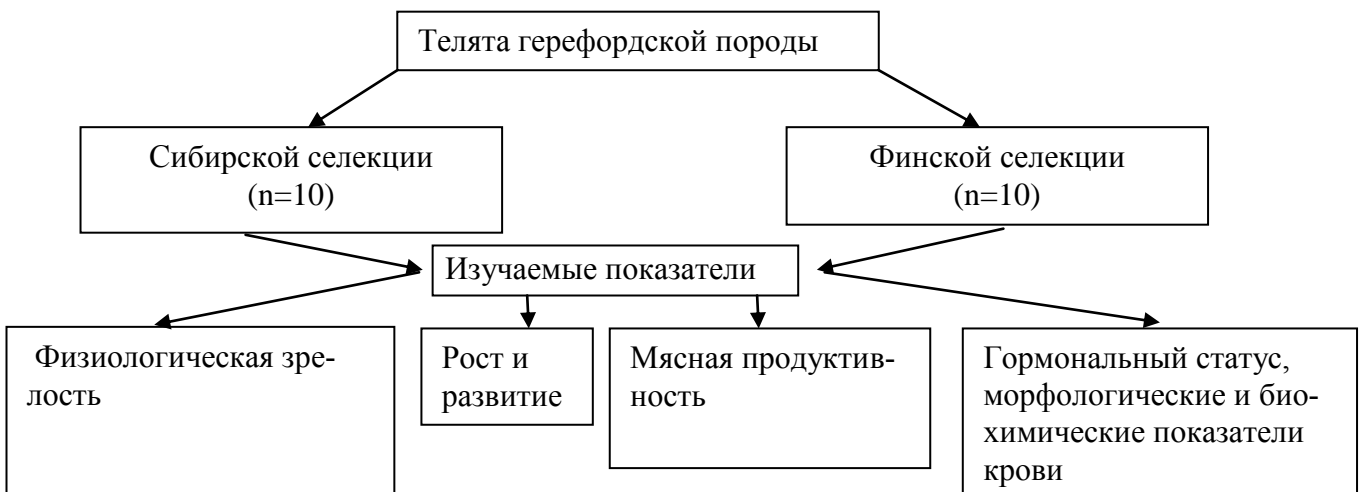 Телята герефордской породы
Сибирской селекции
(n=10)
Финской селекции
(n=10)
Изучаемые показатели
Физиологическая зре-
лость
Рост и
развитие
Мясная продуктив-
ность
Гормональный статус,
морфологические и био-
химические показатели
крови